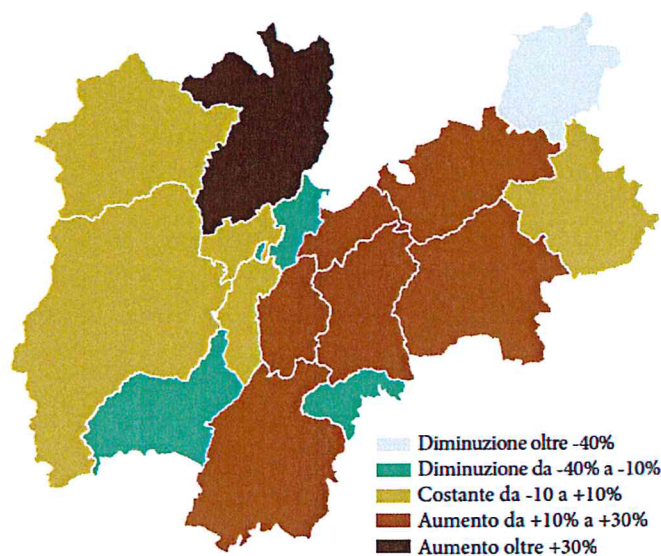 Diminuzione oltre -40%
Diminuzione da -40% a -10%
Costante da -10 a +10%
Aumento da +10% a +30%
Aumento oltre +30%